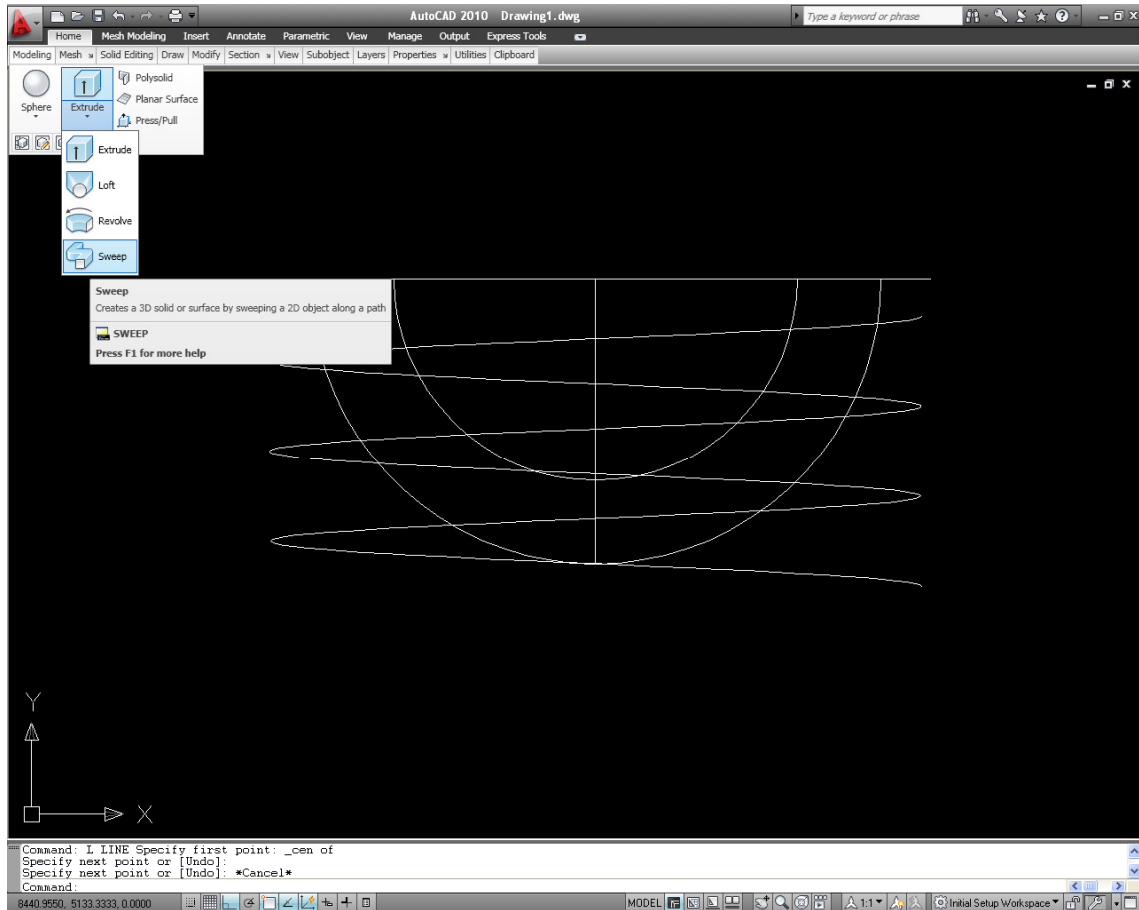 AutoCAD 2010 Drawing1.dwg
Type a keyword or phrase
Home Mesh Modeling Insert Annotate Parametric View Manage Output Express Tools
Modeling Mesh Solid Editing Draw Modify Section View Subobject Layers Properties Utilities Clipboard
Sphere
Extrude
Polysolid
Planar Surface
Press/Pull
Extrude
Loft
Revolve
Sweep
Sweep
Creates a 3D solid or surface by sweeping a 2D object along a path
SWEEP
Press F1 for more help
Y
X
Command: L LINE Specify first point: _cen of
Specify next point or [Undo]:
Specify next point or [Undo]: *Cancel*
Command:
8440.9550, 5133.3333, 0.0000 MODEL 1:1 Initial Setup Workspace